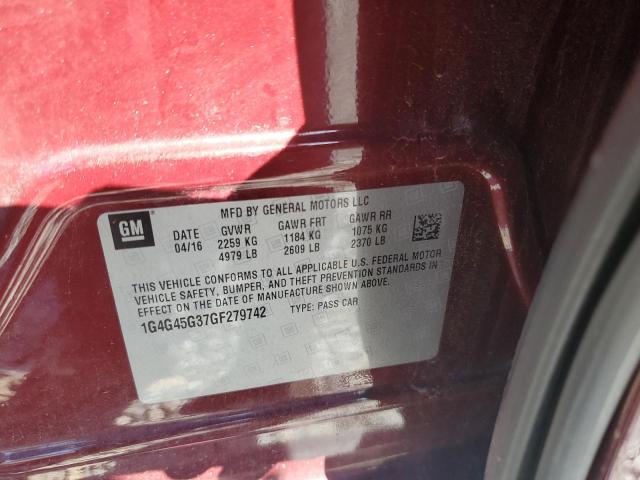 GM
MFD BY GENERAL MOTORS LLC
DATE GVWR GAWR FRT GAWR RR
04/16 2259 KG 1184 KG 1075 KG
4979 LB 2609 LB 2370 LB
THIS VEHICLE CONFORMS TO ALL APPLICABLE U.S. FEDERAL MOTOR
VEHICLE SAFETY, BUMPER, AND THEFT PREVENTION STANDARDS IN
EFFECT ON THE DATE OF MANUFACTURE SHOWN ABOVE.
1G4G45G37GF279742 TYPE: PASS CAR